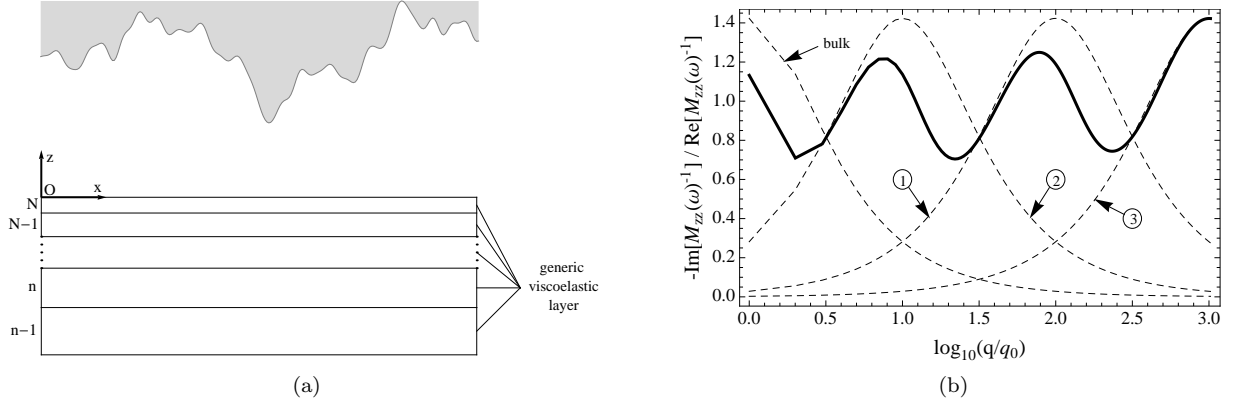 z
O
x
N
N−1
n
n−1
generic
viscoelastic
layer
(a)
-Im[M_zz(ω)^-1] / Re[M_zz(ω)^-1]
1.4
1.2
1.0
0.8
0.6
0.4
0.2
0.0
bulk
1
2
3
0.0 0.5 1.0 1.5 2.0 2.5 3.0
log_10(q/q_0)
(b)